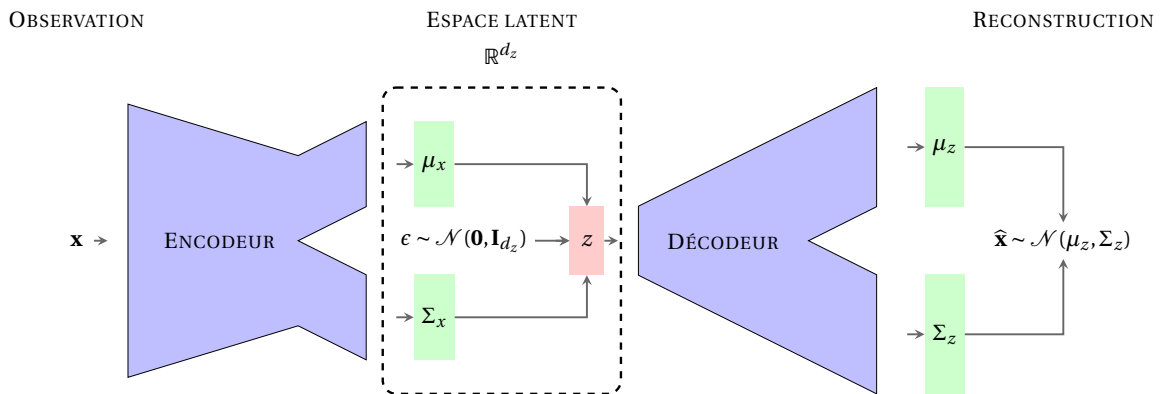 OBSERVATION
ESPACE LATENT
ℝ^{d_z}
RECONSTRUCTION
x
ENCODEUR
μ_x
ϵ ∼ 𝒩(0, I_{d_z})
Σ_x
z
DÉCODEUR
μ_z
Σ_z
x̂ ∼ 𝒩(μ_z, Σ_z)